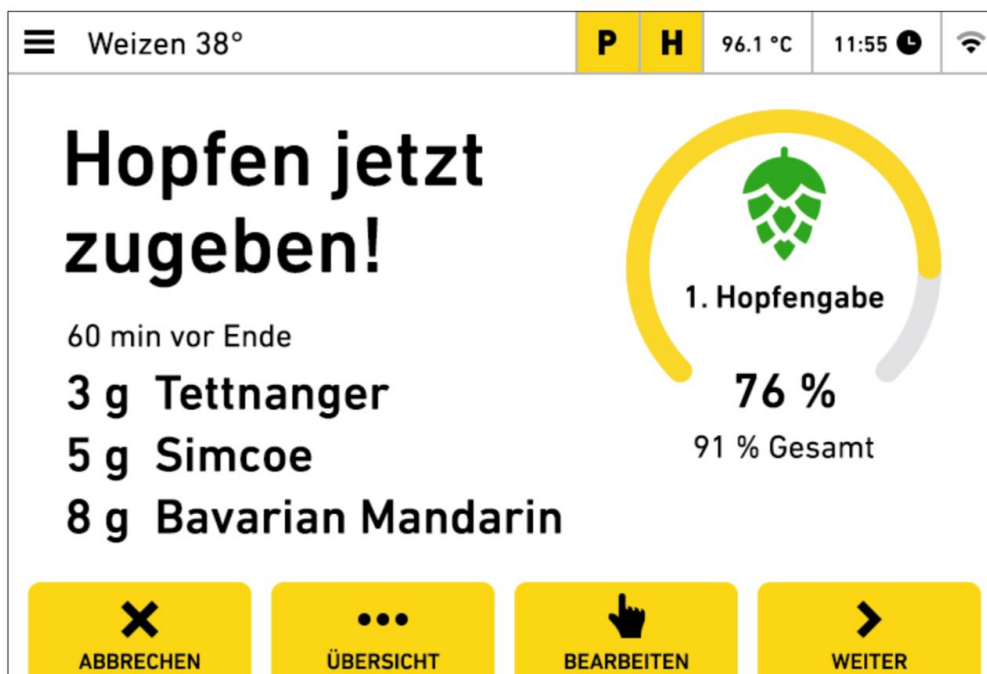 Weizen 38°
P H 96.1 °C 11:55
Hopfen jetzt
zugeben!
60 min vor Ende
3 g Tettnanger
5 g Simcoe
8 g Bavarian Mandarin
1. Hopfengabe
76 %
91 % Gesamt
ABBRECHEN
ÜBERSICHT
BEARBEITEN
WEITER